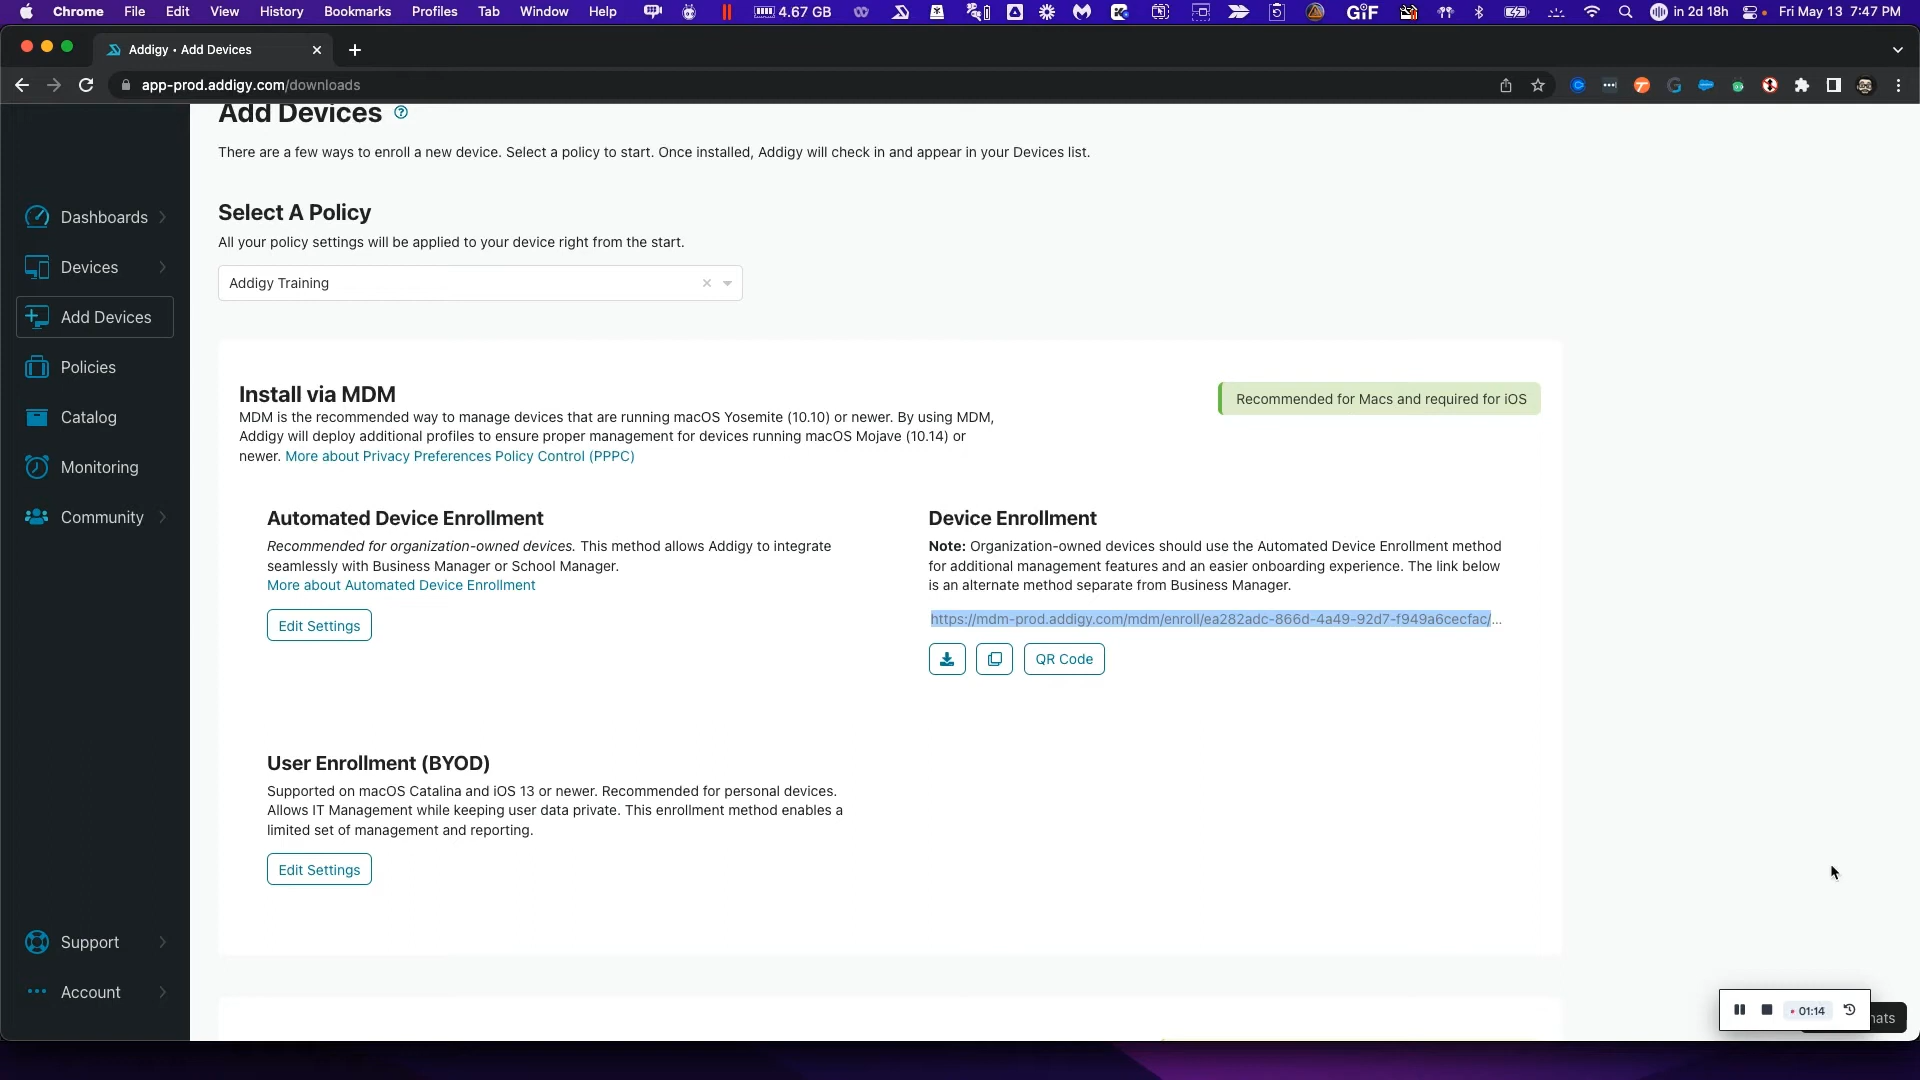 Chrome File Edit View History Bookmarks Profiles Tab Window Help 4.67 GB GIF in 2d 18h Fri May 13 7:47 PM
Addigy • Add Devices
app-prod.addigy.com/downloads
Add Devices
There are a few ways to enroll a new device. Select a policy to start. Once installed, Addigy will check in and appear in your Devices list.
Select A Policy
All your policy settings will be applied to your device right from the start.
Addigy Training
Dashboards
Devices
Add Devices
Policies
Catalog
Monitoring
Community
Support
Account
Install via MDM
Recommended for Macs and required for iOS
MDM is the recommended way to manage devices that are running macOS Yosemite (10.10) or newer. By using MDM,
Addigy will deploy additional profiles to ensure proper management for devices running macOS Mojave (10.14) or
newer. More about Privacy Preferences Policy Control (PPPC)
Automated Device Enrollment
Recommended for organization-owned devices. This method allows Addigy to integrate
seamlessly with Business Manager or School Manager.
More about Automated Device Enrollment
Edit Settings
Device Enrollment
Note: Organization-owned devices should use the Automated Device Enrollment method
for additional management features and an easier onboarding experience. The link below
is an alternate method separate from Business Manager.
https://mdm-prod.addigy.com/mdm/enroll/ea282adc-866d-4a49-92d7-f949a6cecfac/...
QR Code
User Enrollment (BYOD)
Supported on macOS Catalina and iOS 13 or newer. Recommended for personal devices.
Allows IT Management while keeping user data private. This enrollment method enables a
limited set of management and reporting.
Edit Settings
01:14